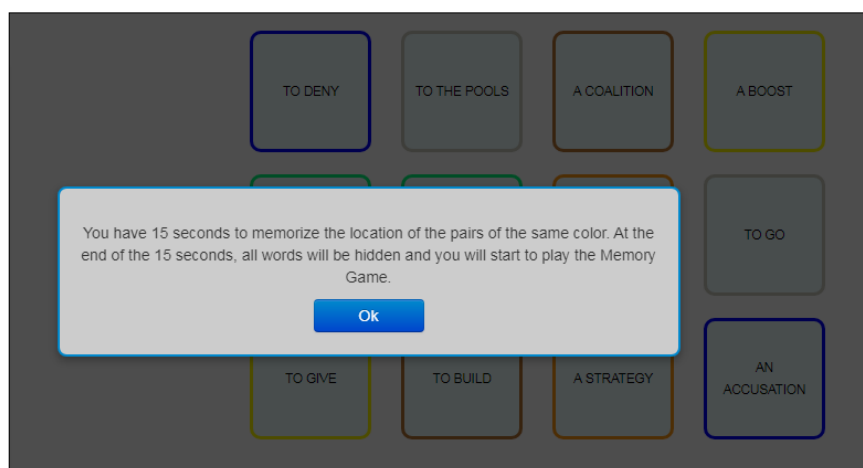 TO DENY
TO THE POOLS
A COALITION
A BOOST
You have 15 seconds to memorize the location of the pairs of the same color. At the
end of the 15 seconds, all words will be hidden and you will start to play the Memory
Game.
Ok
TO GO
TO GIVE
TO BUILD
A STRATEGY
AN
ACCUSATION